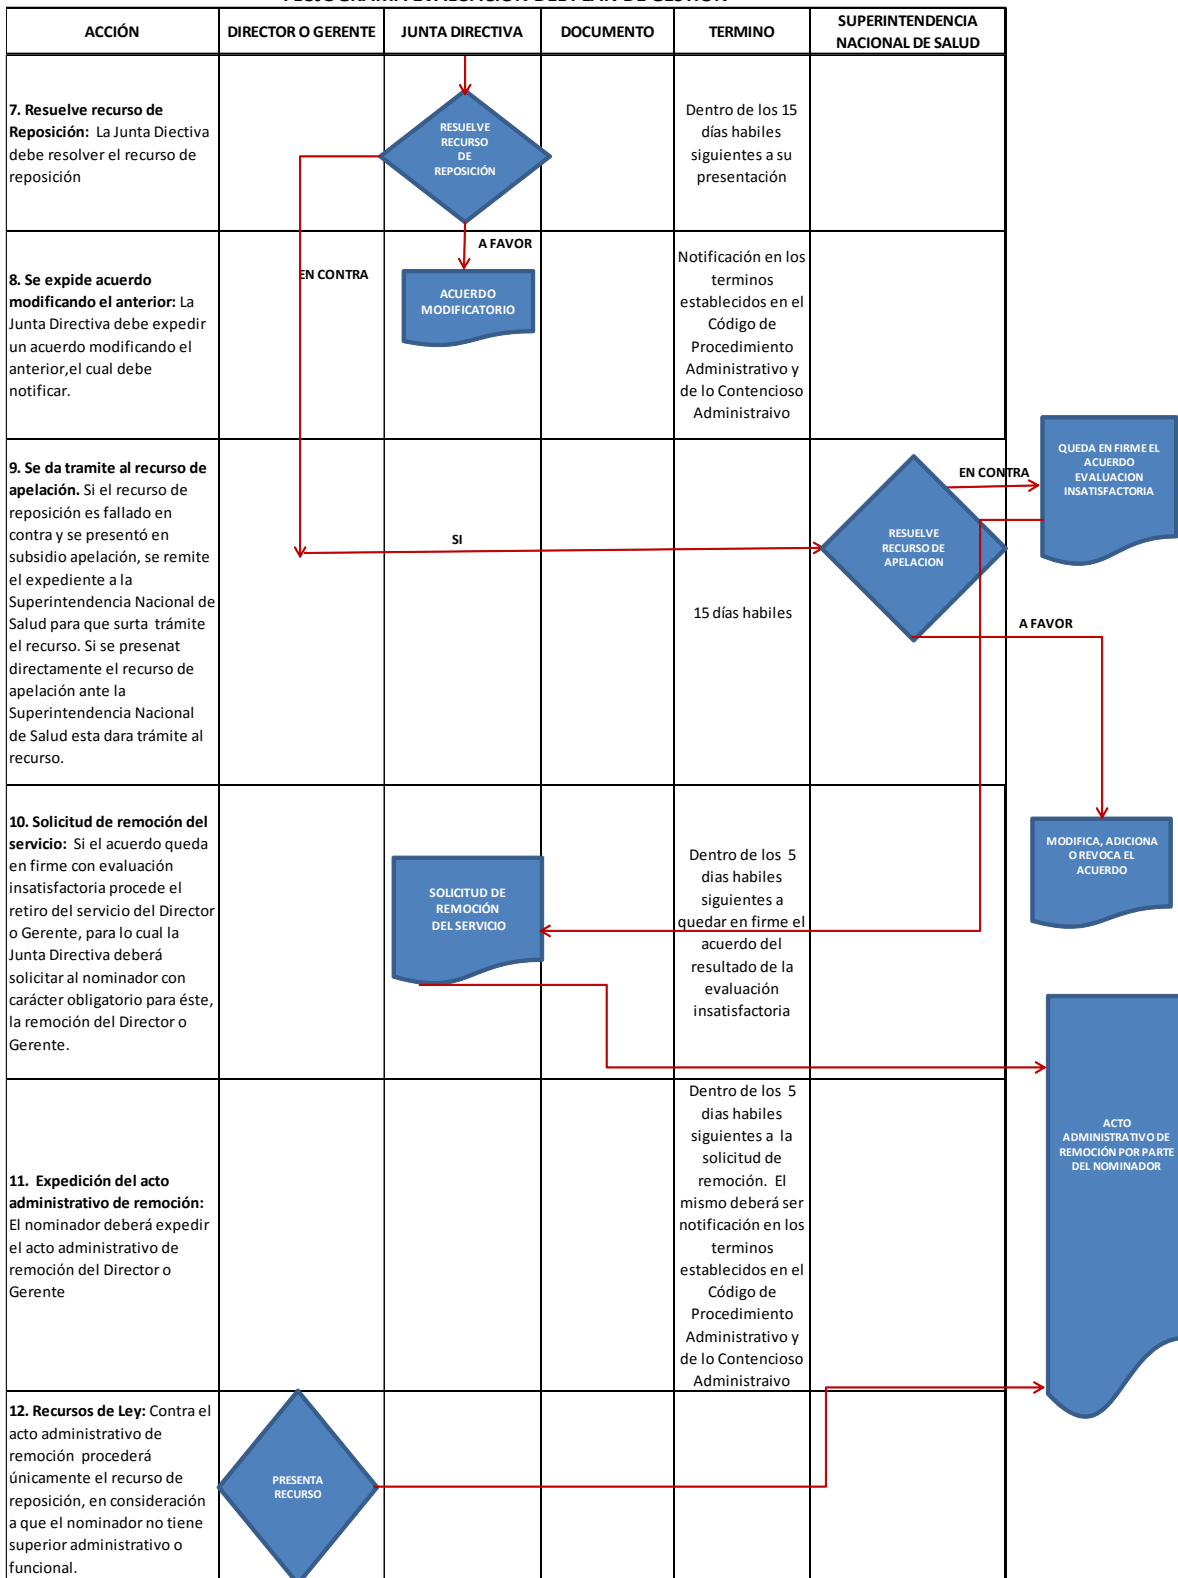 ACCIÓN
DIRECTOR O GERENTE
JUNTA DIRECTIVA
DOCUMENTO
TERMINO
SUPERINTENDENCIA
NACIONAL DE SALUD
7. Resuelve recurso de
Reposición: La Junta Diectiva
debe resolver el recurso de
reposición
RESUELVE
RECURSO
DE
REPOSICIÓN
Dentro de los 15
días habiles
siguientes a su
presentación
8. Se expide acuerdo
modificando el anterior: La
Junta Directiva debe expedir
un acuerdo modificando el
anterior,el cual debe
notificar.
EN CONTRA
A FAVOR
ACUERDO
MODIFICATORIO
Notificación en los
terminos
establecidos en el
Código de
Procedimiento
Administrativo y
de lo Contencioso
Administraivo
9. Se da tramite al recurso de
apelación. Si el recurso de
reposición es fallado en
contra y se presentó en
subsidio apelación, se remite
el expediente a la
Superintendencia Nacional de
Salud para que surta trámite
el recurso. Si se presenat
directamente el recurso de
apelación ante la
Superintendencia Nacional
de Salud esta dara trámite al
recurso.
SI
15 días habiles
RESUELVE
RECURSO DE
APELACION
EN CONTRA
QUEDA EN FIRME EL
ACUERDO
EVALUACION
INSATISFACTORIA
A FAVOR
MODIFICA, ADICIONA
O REVOCA EL
ACUERDO
10. Solicitud de remoción del
servicio: Si el acuerdo queda
en firme con evaluación
insatisfactoria procede el
retiro del servicio del Director
o Gerente, para lo cual la
Junta Directiva deberá
solicitar al nominador con
carácter obligatorio para éste,
la remoción del Director o
Gerente.
SOLICITUD DE
REMOCIÓN
DEL SERVICIO
Dentro de los 5
dias habiles
siguientes a
quedar en firme el
acuerdo del
resultado de la
evaluación
insatisfactoria
11. Expedición del acto
administrativo de remoción:
El nominador deberá expedir
el acto administrativo de
remoción del Director o
Gerente
Dentro de los 5
dias habiles
siguientes a la
solicitud de
remoción. El
mismo deberá ser
notificación en los
terminos
establecidos en el
Código de
Procedimiento
Administrativo y
de lo Contencioso
Administraivo
ACTO
ADMINISTRATIVO DE
REMOCIÓN POR PARTE
DEL NOMINADOR
12. Recursos de Ley: Contra el
acto administrativo de
remoción procederá
únicamente el recurso de
reposición, en consideración
a que el nominador no tiene
superior administrativo o
funcional.
PRESENTA
RECURSO